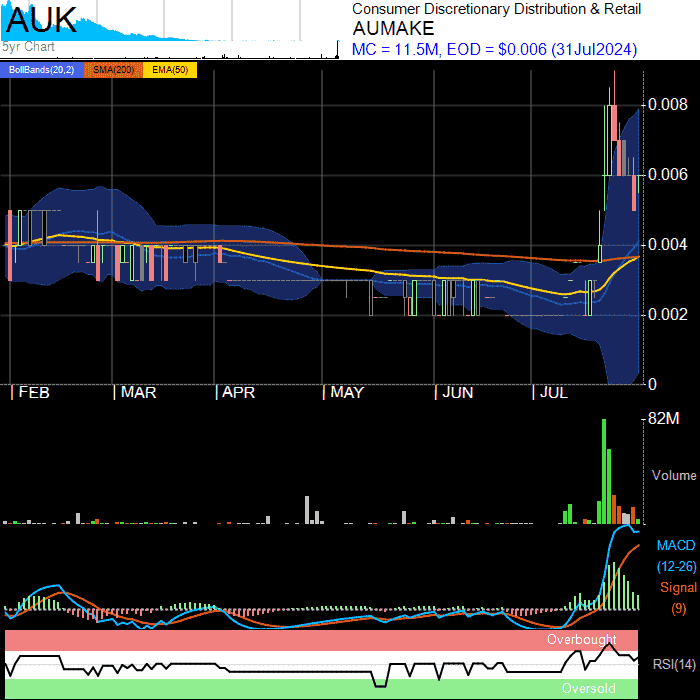 AUK
Consumer Discretionary Distribution & Retail
AUMAKE
5yr Chart
MC = 11.5M, EOD = $0.006 (31Jul2024)
BollBands(20,2) SMA(200) EMA(50)
0.008
0.006
0.004
0.002
0
FEB MAR APR MAY JUN JUL
82M
Volume
MACD
(12-26)
Signal
(9)
Overbought
RSI(14)
Oversold